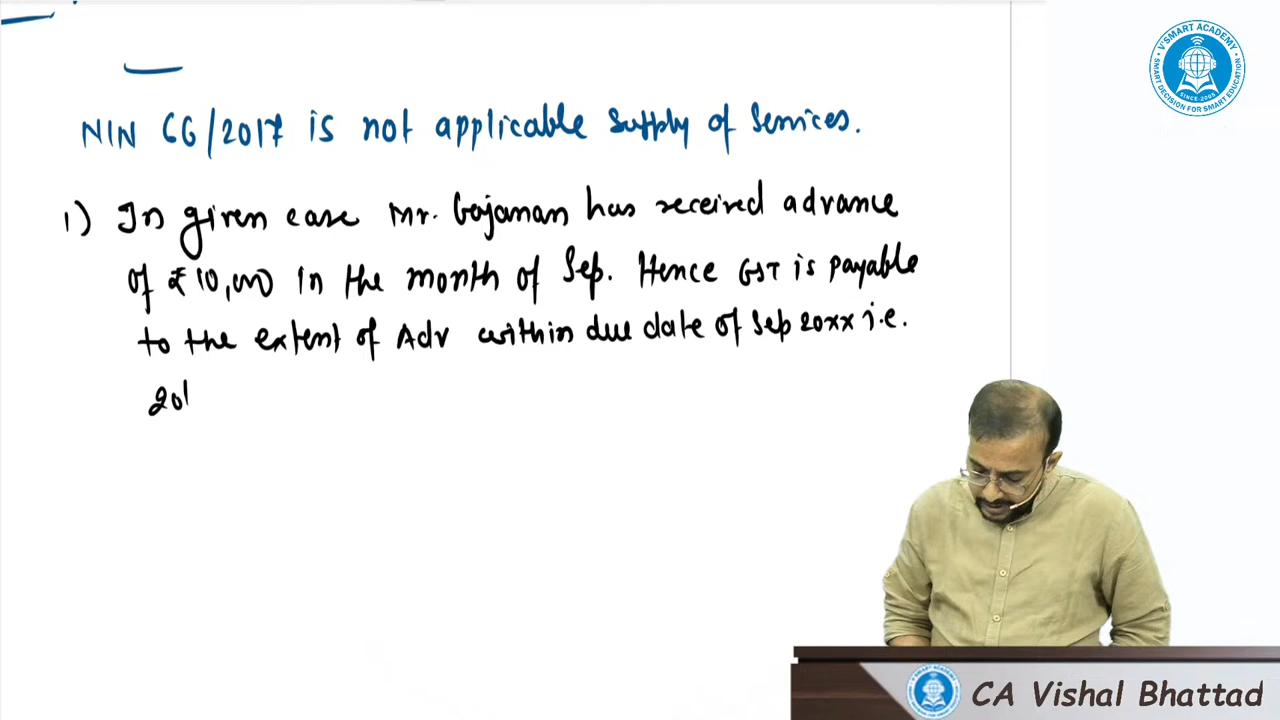 V'SMART ACADEMY
SMART DECISION FOR SMART EDUCATION
SINCE-2005
NIN 66/2017 is not applicable supply of Services.
1) In given case Mr. Gajanan has received advance
of ₹ 10,000 in the month of Sep. Hence GST is payable
to the extent of Adv within due date of Sep 20xx i.e.
20
CA Vishal Bhattad